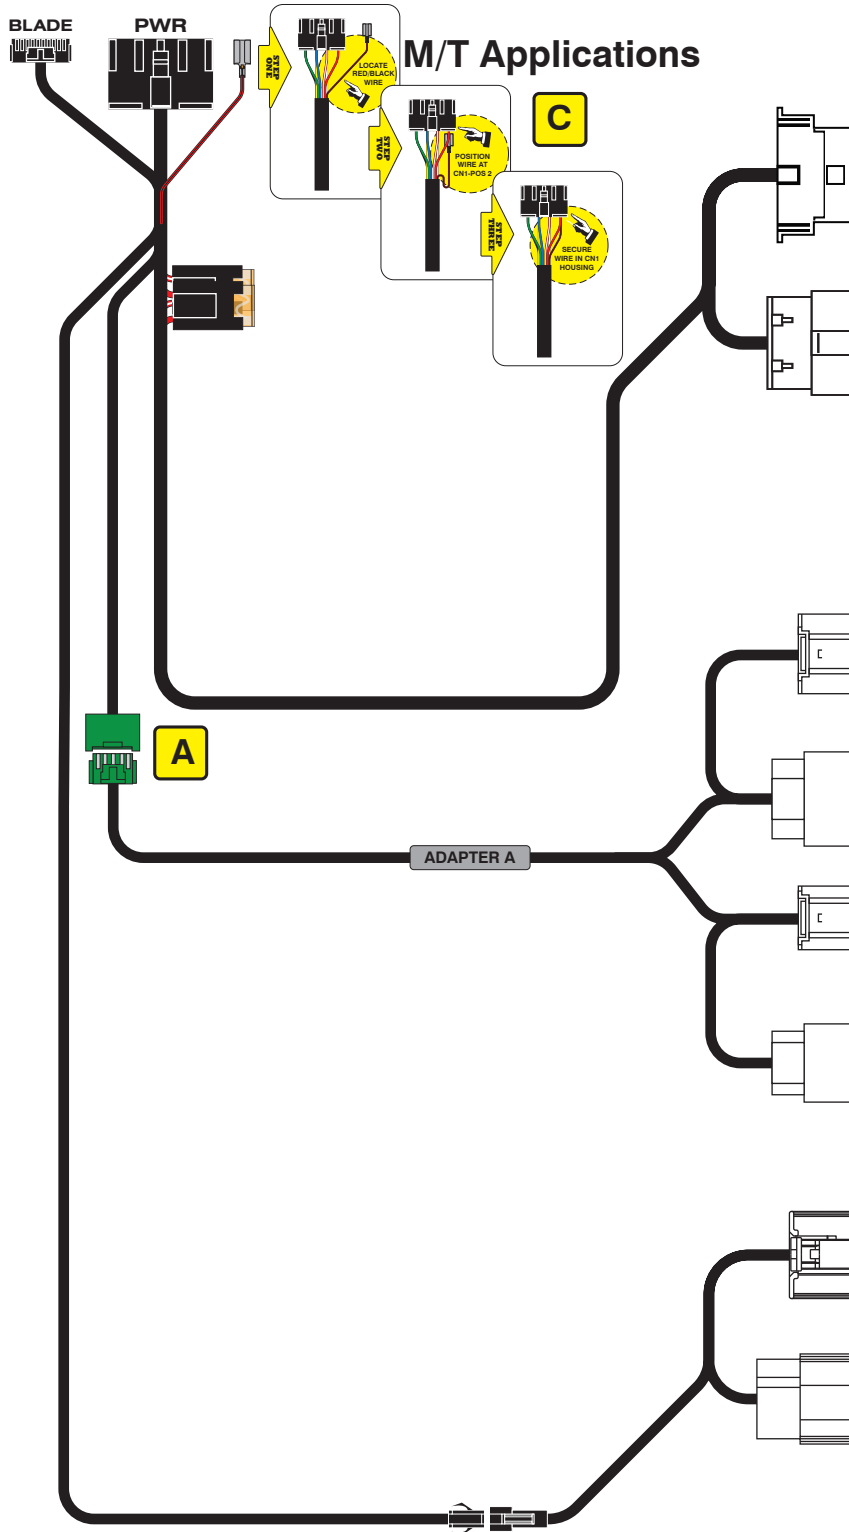 BLADE
PWR
M/T Applications
STEP
ONE
LOCATE
RED/BLACK
WIRE
C
STEP
TWO
POSITION
WIRE AT
CN1-POS 2
STEP
THREE
SECURE
WIRE IN CN1
HOUSING
A
ADAPTER A